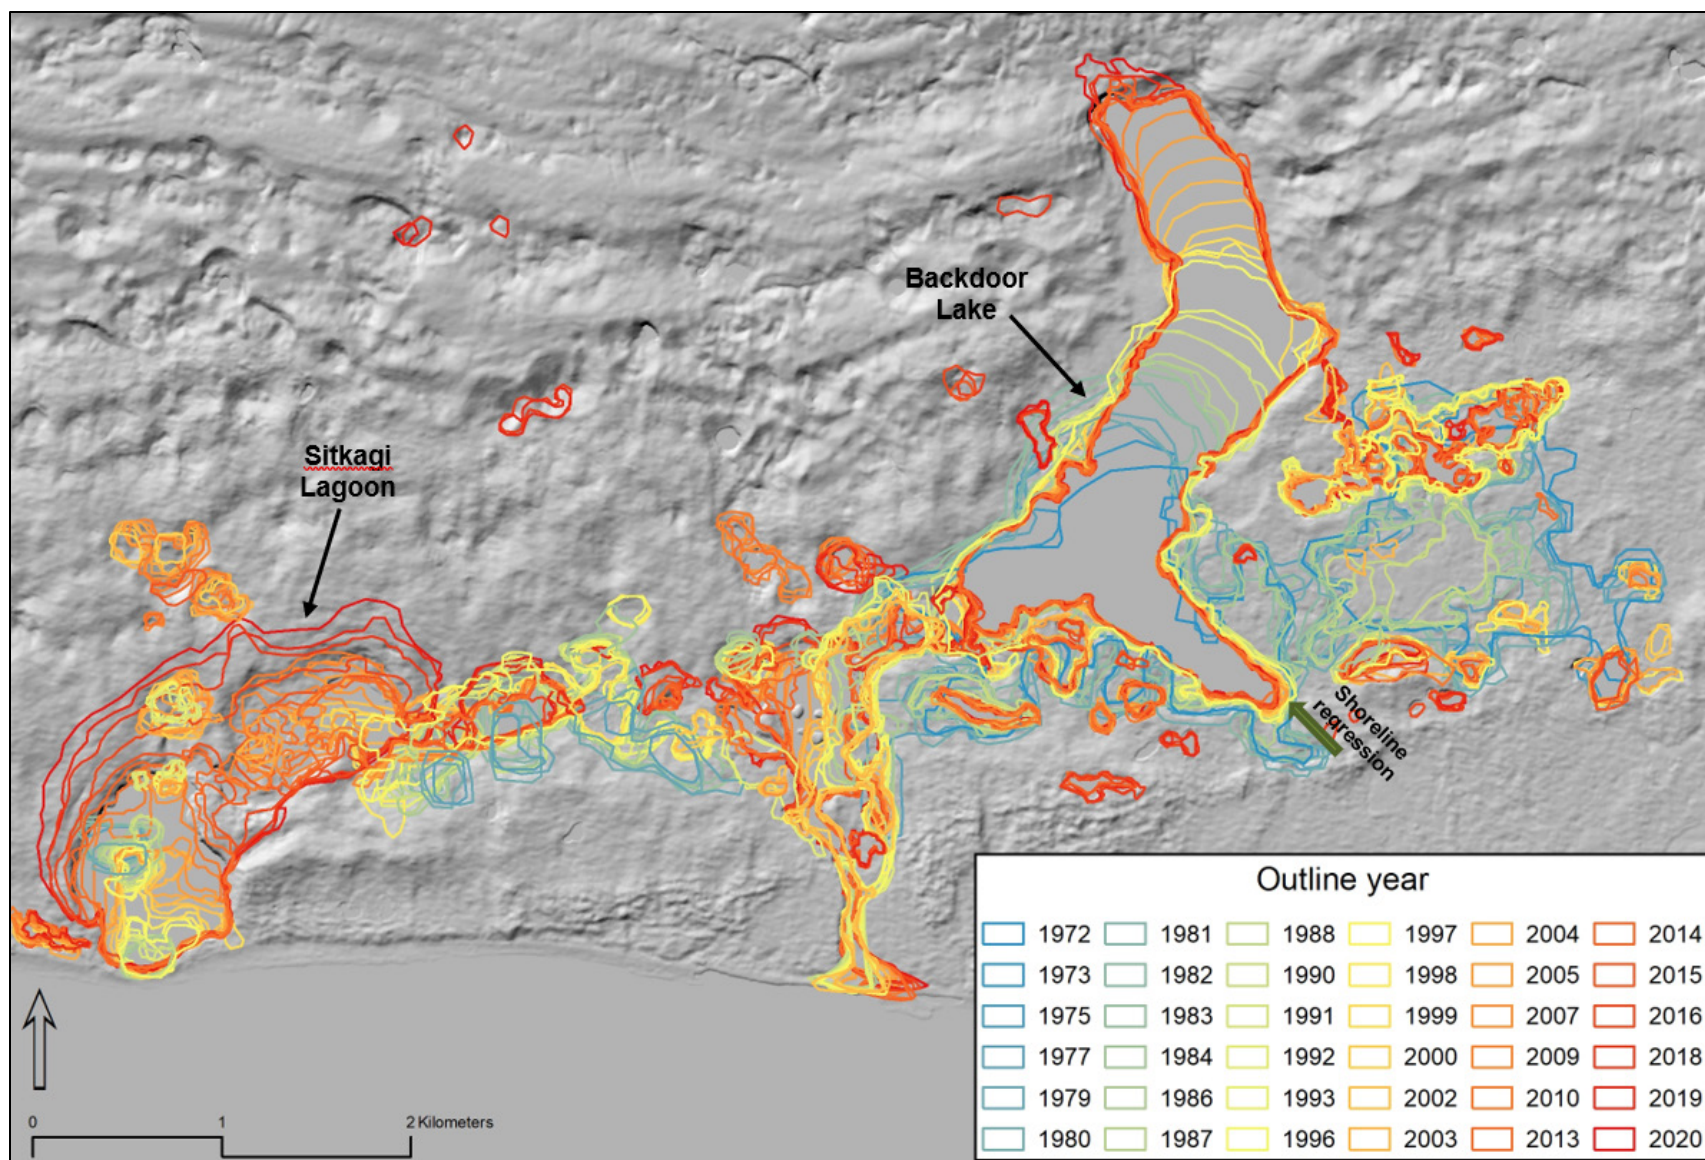 Backdoor
Lake
Sitkagi
Lagoon
Shoreline
regression
Outline year
1972 1981 1988 1997 2004 2014
1973 1982 1990 1998 2005 2015
1975 1983 1991 1999 2007 2016
1977 1984 1992 2000 2009 2018
1979 1986 1993 2002 2010 2019
1980 1987 1996 2003 2013 2020
0 1 2 Kilometers